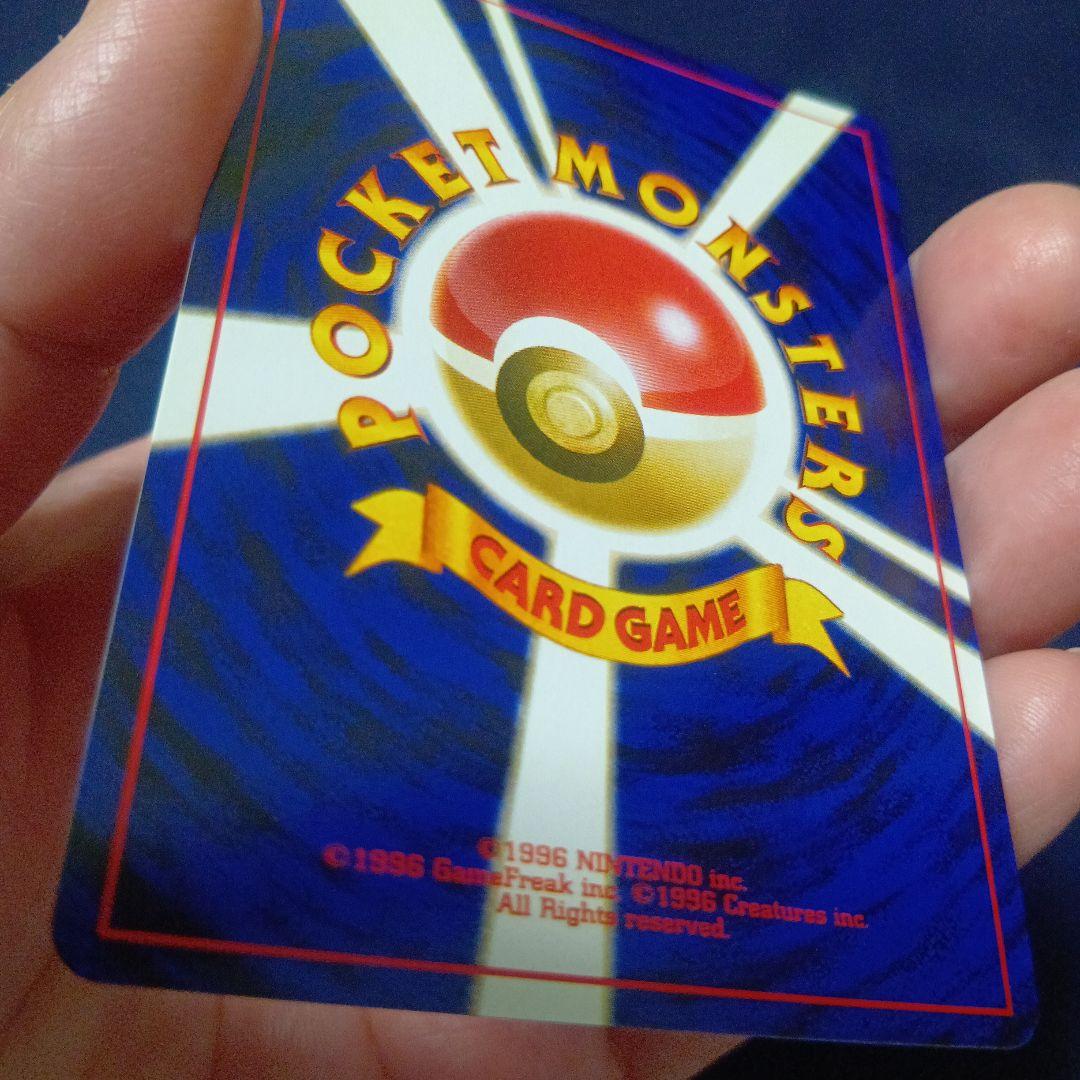 POCKET MONSTERS
CARD GAME
©1996 NINTENDO inc.
©1996 GameFreak inc. ©1996 Creatures inc.
All Rights reserved.